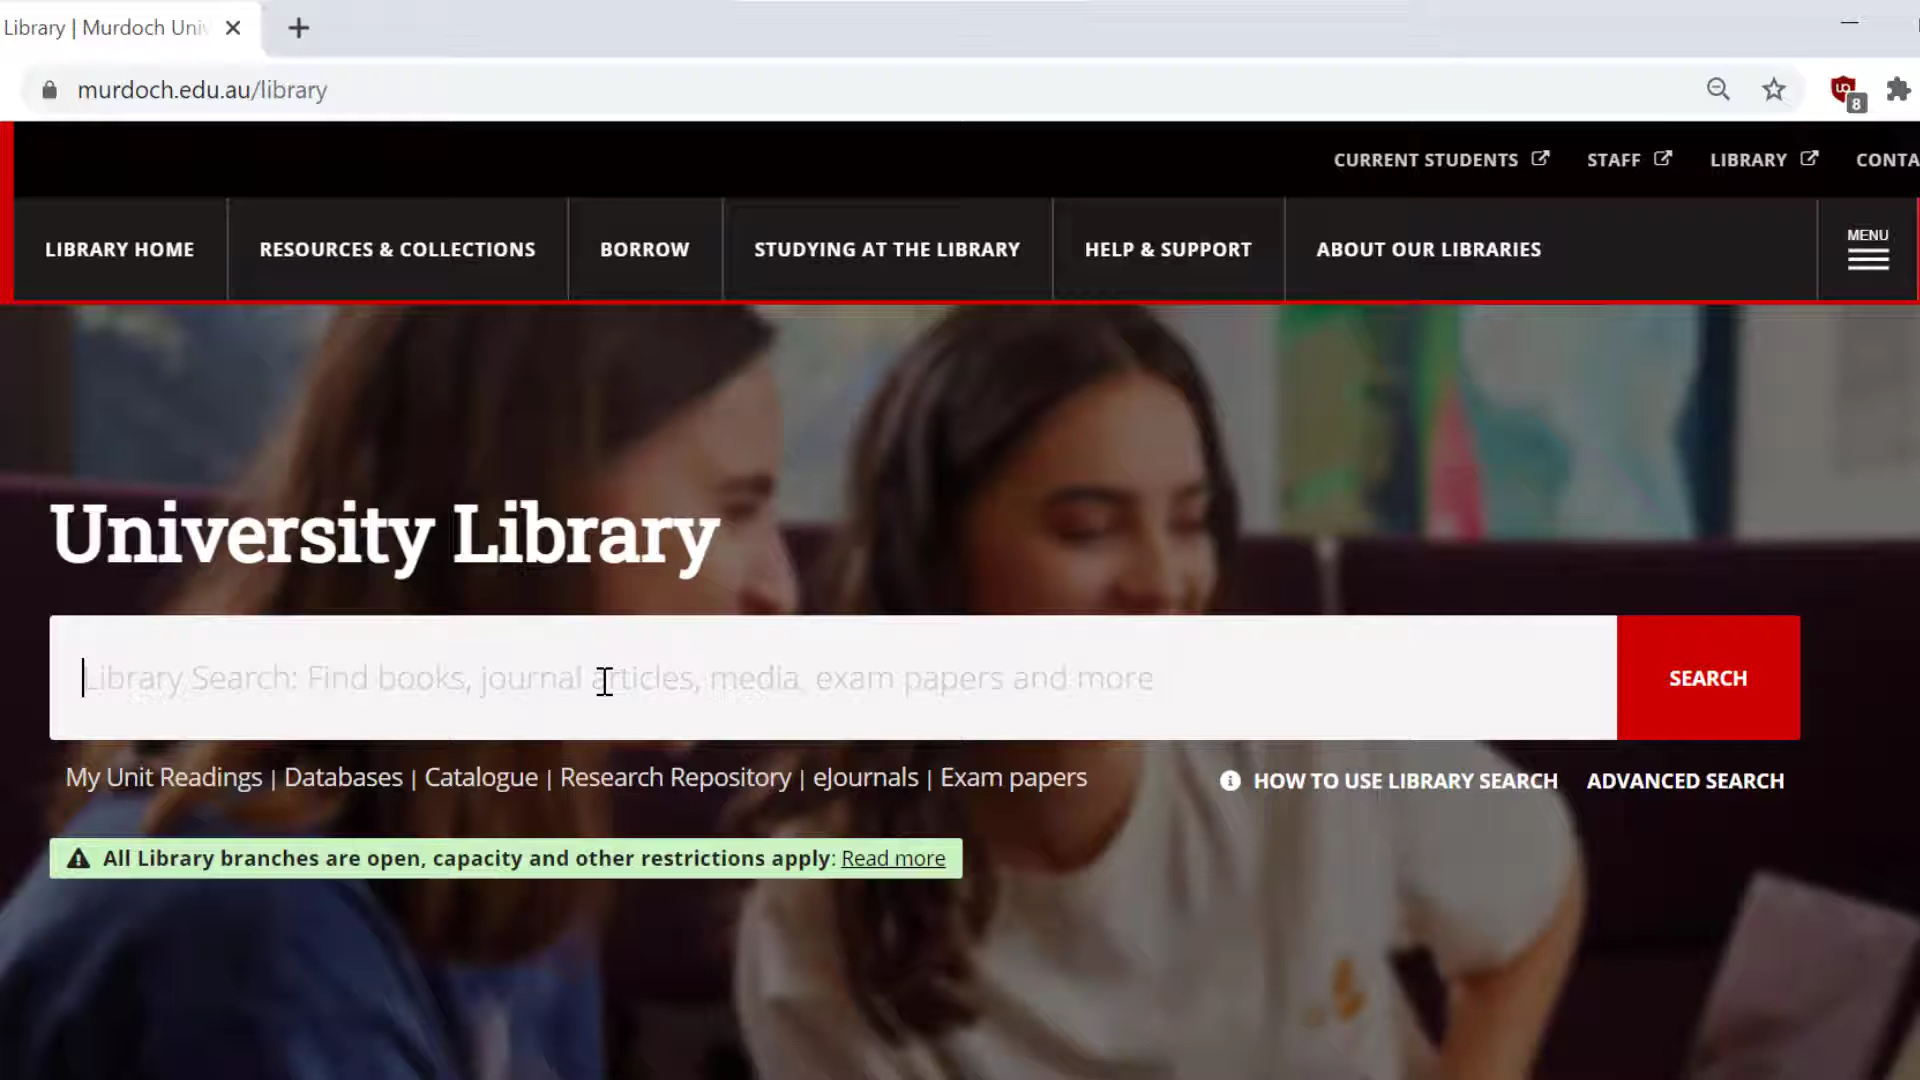 Library | Murdoch Uni
murdoch.edu.au/library
8
CURRENT STUDENTS STAFF LIBRARY CONTA
LIBRARY HOME RESOURCES & COLLECTIONS BORROW STUDYING AT THE LIBRARY HELP & SUPPORT ABOUT OUR LIBRARIES MENU
University Library
Library Search: Find books, journal articles, media, exam papers and more SEARCH
My Unit Readings | Databases | Catalogue | Research Repository | eJournals | Exam papers HOW TO USE LIBRARY SEARCH ADVANCED SEARCH
All Library branches are open, capacity and other restrictions apply: Read more